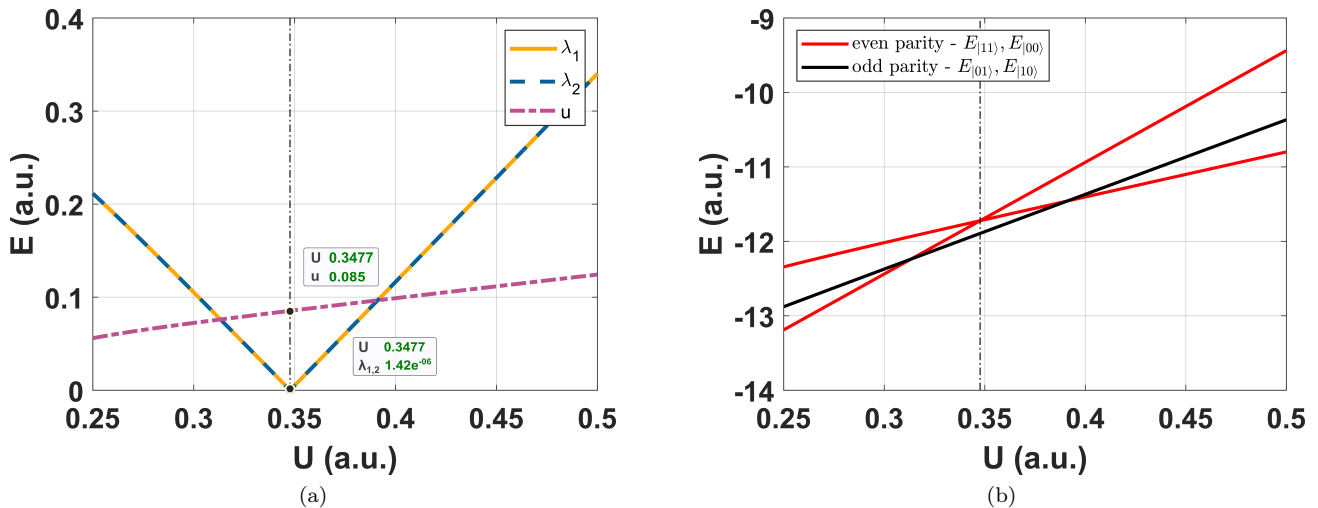 0.4
0.3
0.2
0.1
0
0.25
0.3
0.35
0.4
0.45
0.5
E (a.u.)
U (a.u.)
λ₁
λ₂
u
U 0.3477
u 0.085
U 0.3477
λ₁,₂ 1.42e⁻⁰⁶
(a)
-9
-10
-11
-12
-13
-14
0.25
0.3
0.35
0.4
0.45
0.5
E (a.u.)
U (a.u.)
even parity - E|11⟩, E|00⟩
odd parity - E|01⟩, E|10⟩
(b)